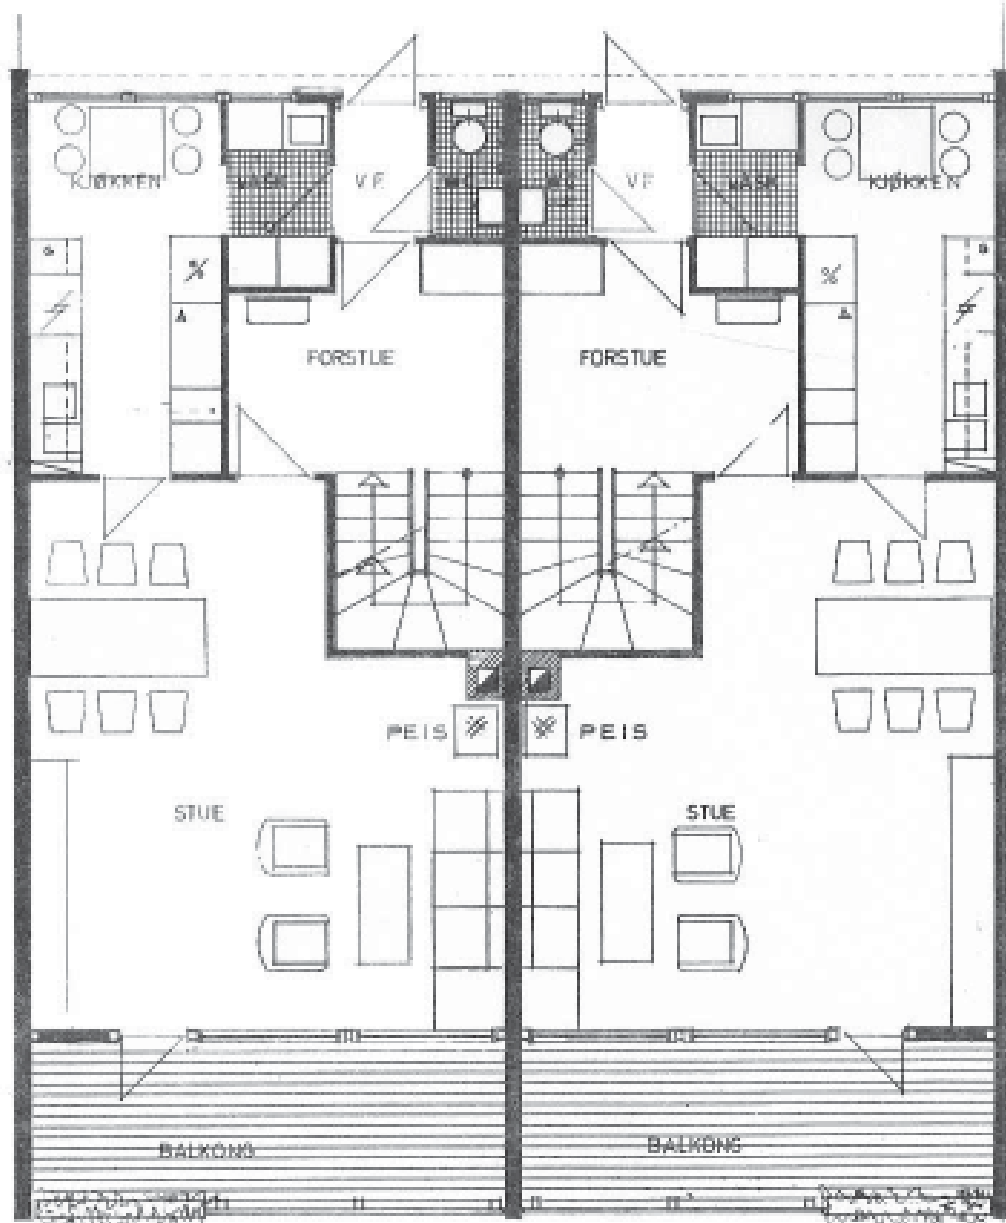 KJØKKEN VASK V.F. WC WC V.F. VASK KJØKKEN
FORSTUE FORSTUE
PEIS PEIS
STUE STUE
BALKONG BALKONG